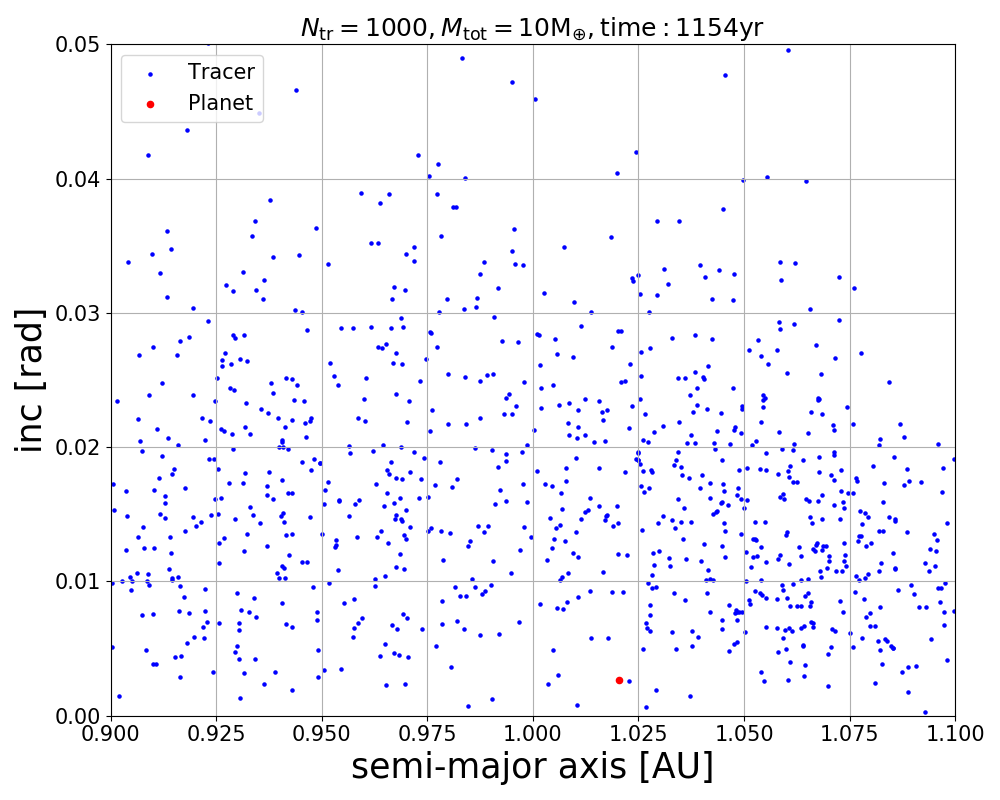 N_tr = 1000, M_tot = 10M_⊕, time : 1154yr
Tracer
Planet
0.05
0.04
0.03
0.02
0.01
0.00
inc [rad]
0.900 0.925 0.950 0.975 1.000 1.025 1.050 1.075 1.100
semi-major axis [AU]